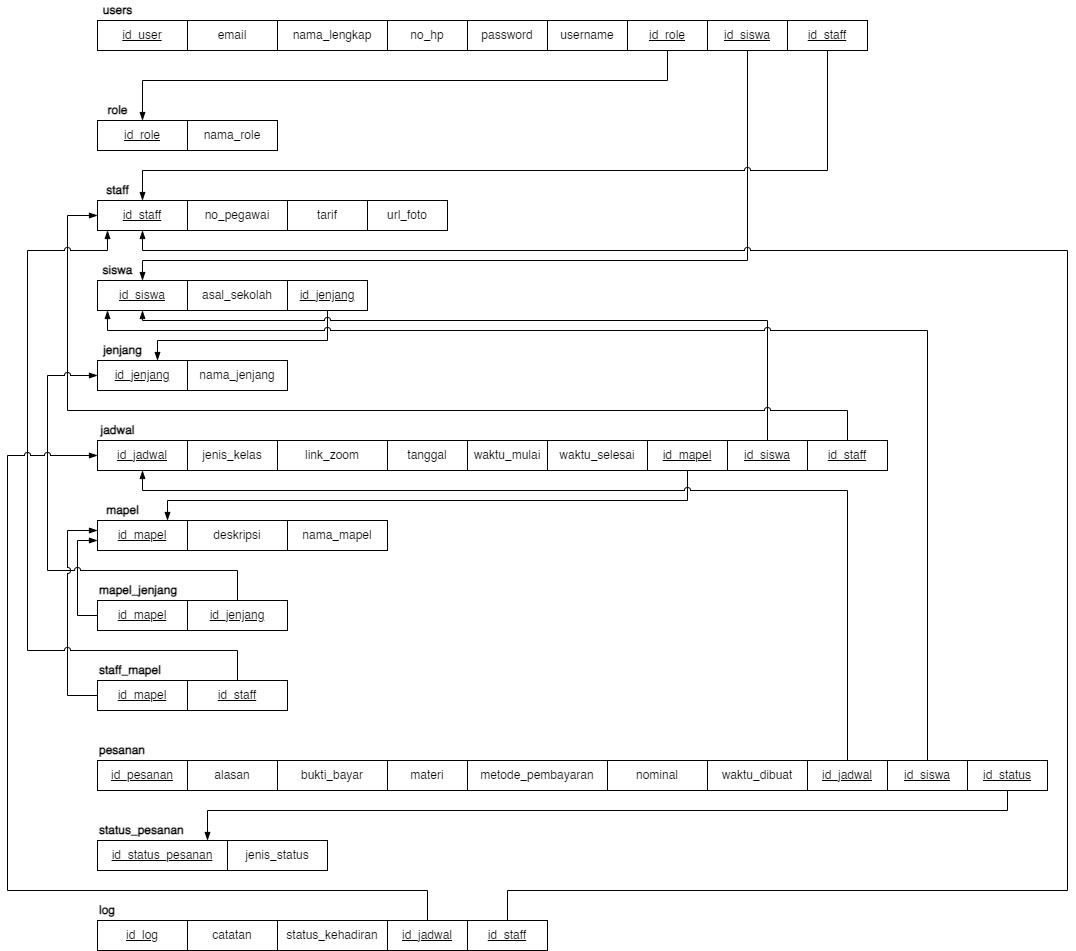 users
id_user email nama_lengkap no_hp password username id_role id_siswa id_staff
role
id_role nama_role
staff
id_staff no_pegawai tarif url_foto
siswa
id_siswa asal_sekolah id_jenjang
jenjang
id_jenjang nama_jenjang
jadwal
id_jadwal jenis_kelas link_zoom tanggal waktu_mulai waktu_selesai id_mapel id_siswa id_staff
mapel
id_mapel deskripsi nama_mapel
mapel_jenjang
id_mapel id_jenjang
staff_mapel
id_mapel id_staff
pesanan
id_pesanan alasan bukti_bayar materi metode_pembayaran nominal waktu_dibuat id_jadwal id_siswa id_status
status_pesanan
id_status_pesanan jenis_status
log
id_log catatan status_kehadiran id_jadwal id_staff